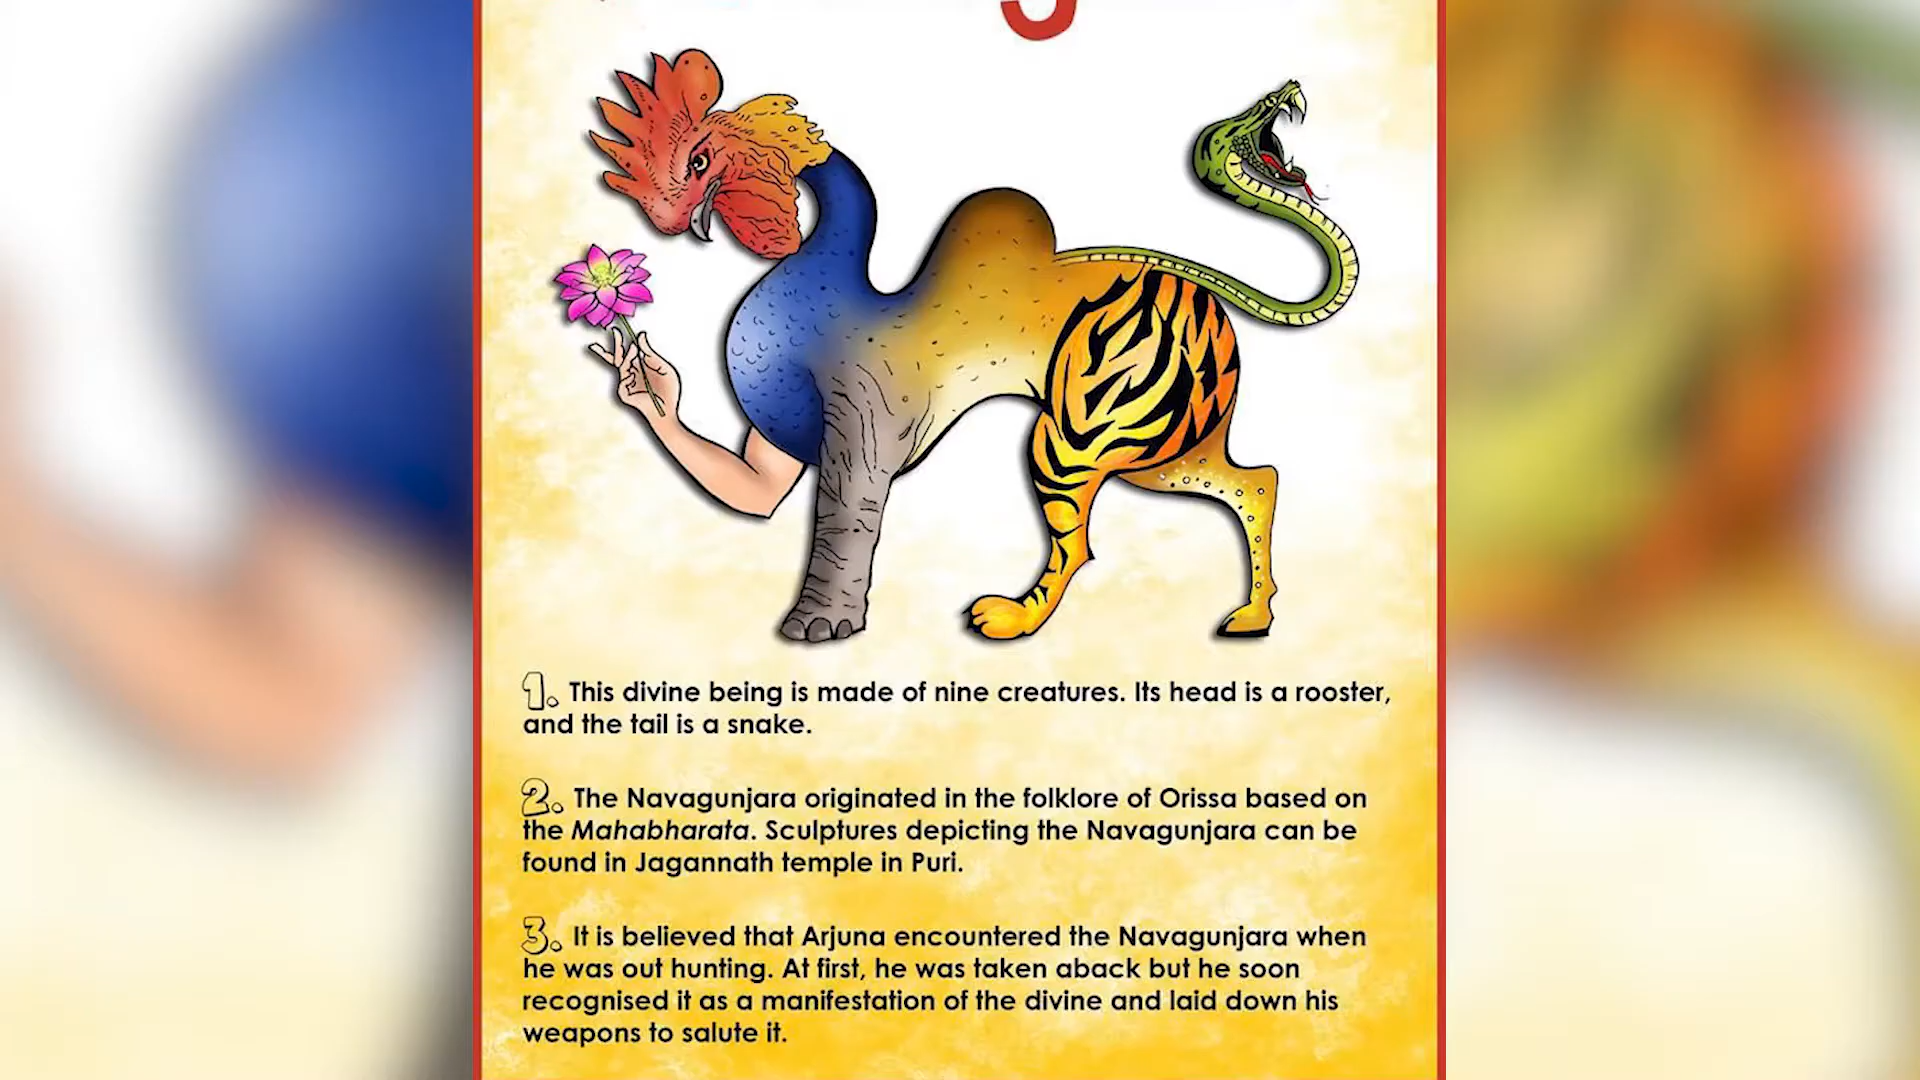 1. This divine being is made of nine creatures. Its head is a rooster,
and the tail is a snake.
2. The Navagunjara originated in the folklore of Orissa based on
the Mahabharata. Sculptures depicting the Navagunjara can be
found in Jagannath temple in Puri.
3. It is believed that Arjuna encountered the Navagunjara when
he was out hunting. At first, he was taken aback but he soon
recognised it as a manifestation of the divine and laid down his
weapons to salute it.